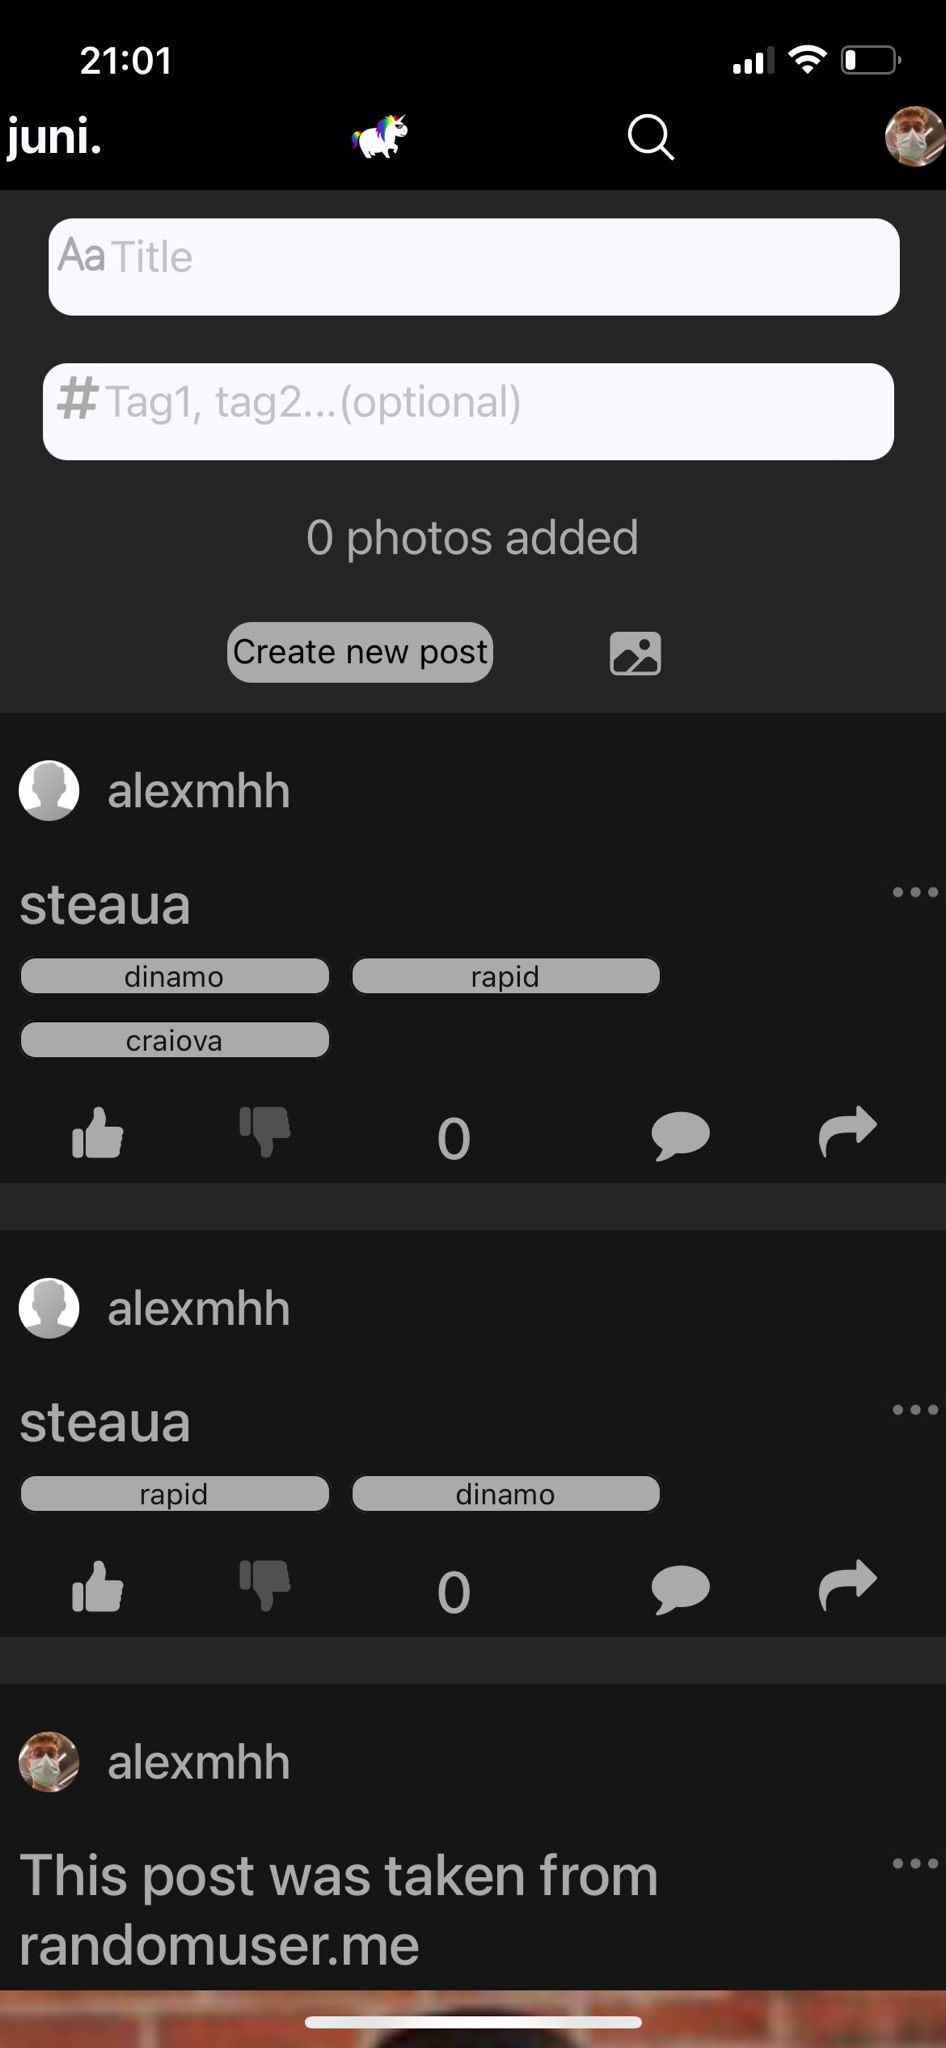 21:01
juni.
Aa Title
# Tag1, tag2...(optional)
0 photos added
Create new post
alexmhh
steaua
dinamo rapid
craiova
0
alexmhh
steaua
rapid dinamo
0
alexmhh
This post was taken from
randomuser.me